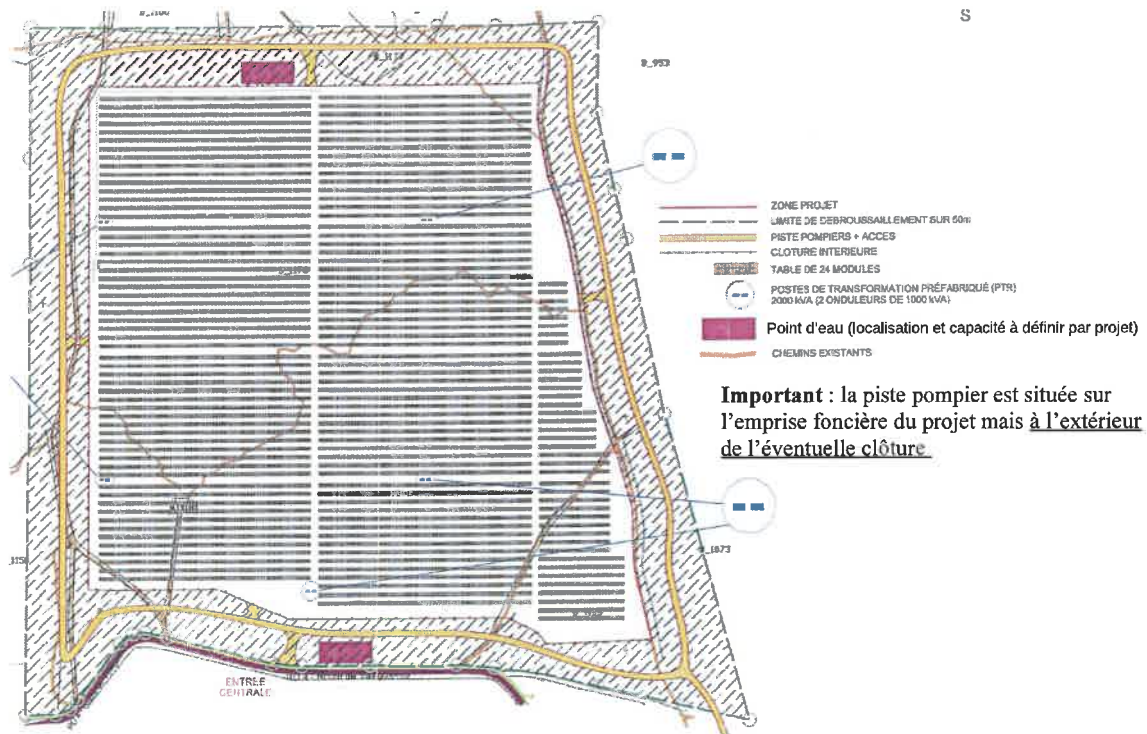 S
B_953
ZONE PROJET
LIMITE DE DEBROUSSAILLEMENT SUR 50m
PISTE POMPIERS + ACCES
CLOTURE INTERIEURE
TABLE DE 24 MODULES
POSTES DE TRANSFORMATION PRÉFABRIQUÉ (PTR)
2000 kVA (2 ONDULEURS DE 1000 kVA)
Point d'eau (localisation et capacité à définir par projet)
CHEMINS EXISTANTS
Important : la piste pompier est située sur
l'emprise foncière du projet mais à l'extérieur
de l'éventuelle clôture
ENTREE
CENTRALE